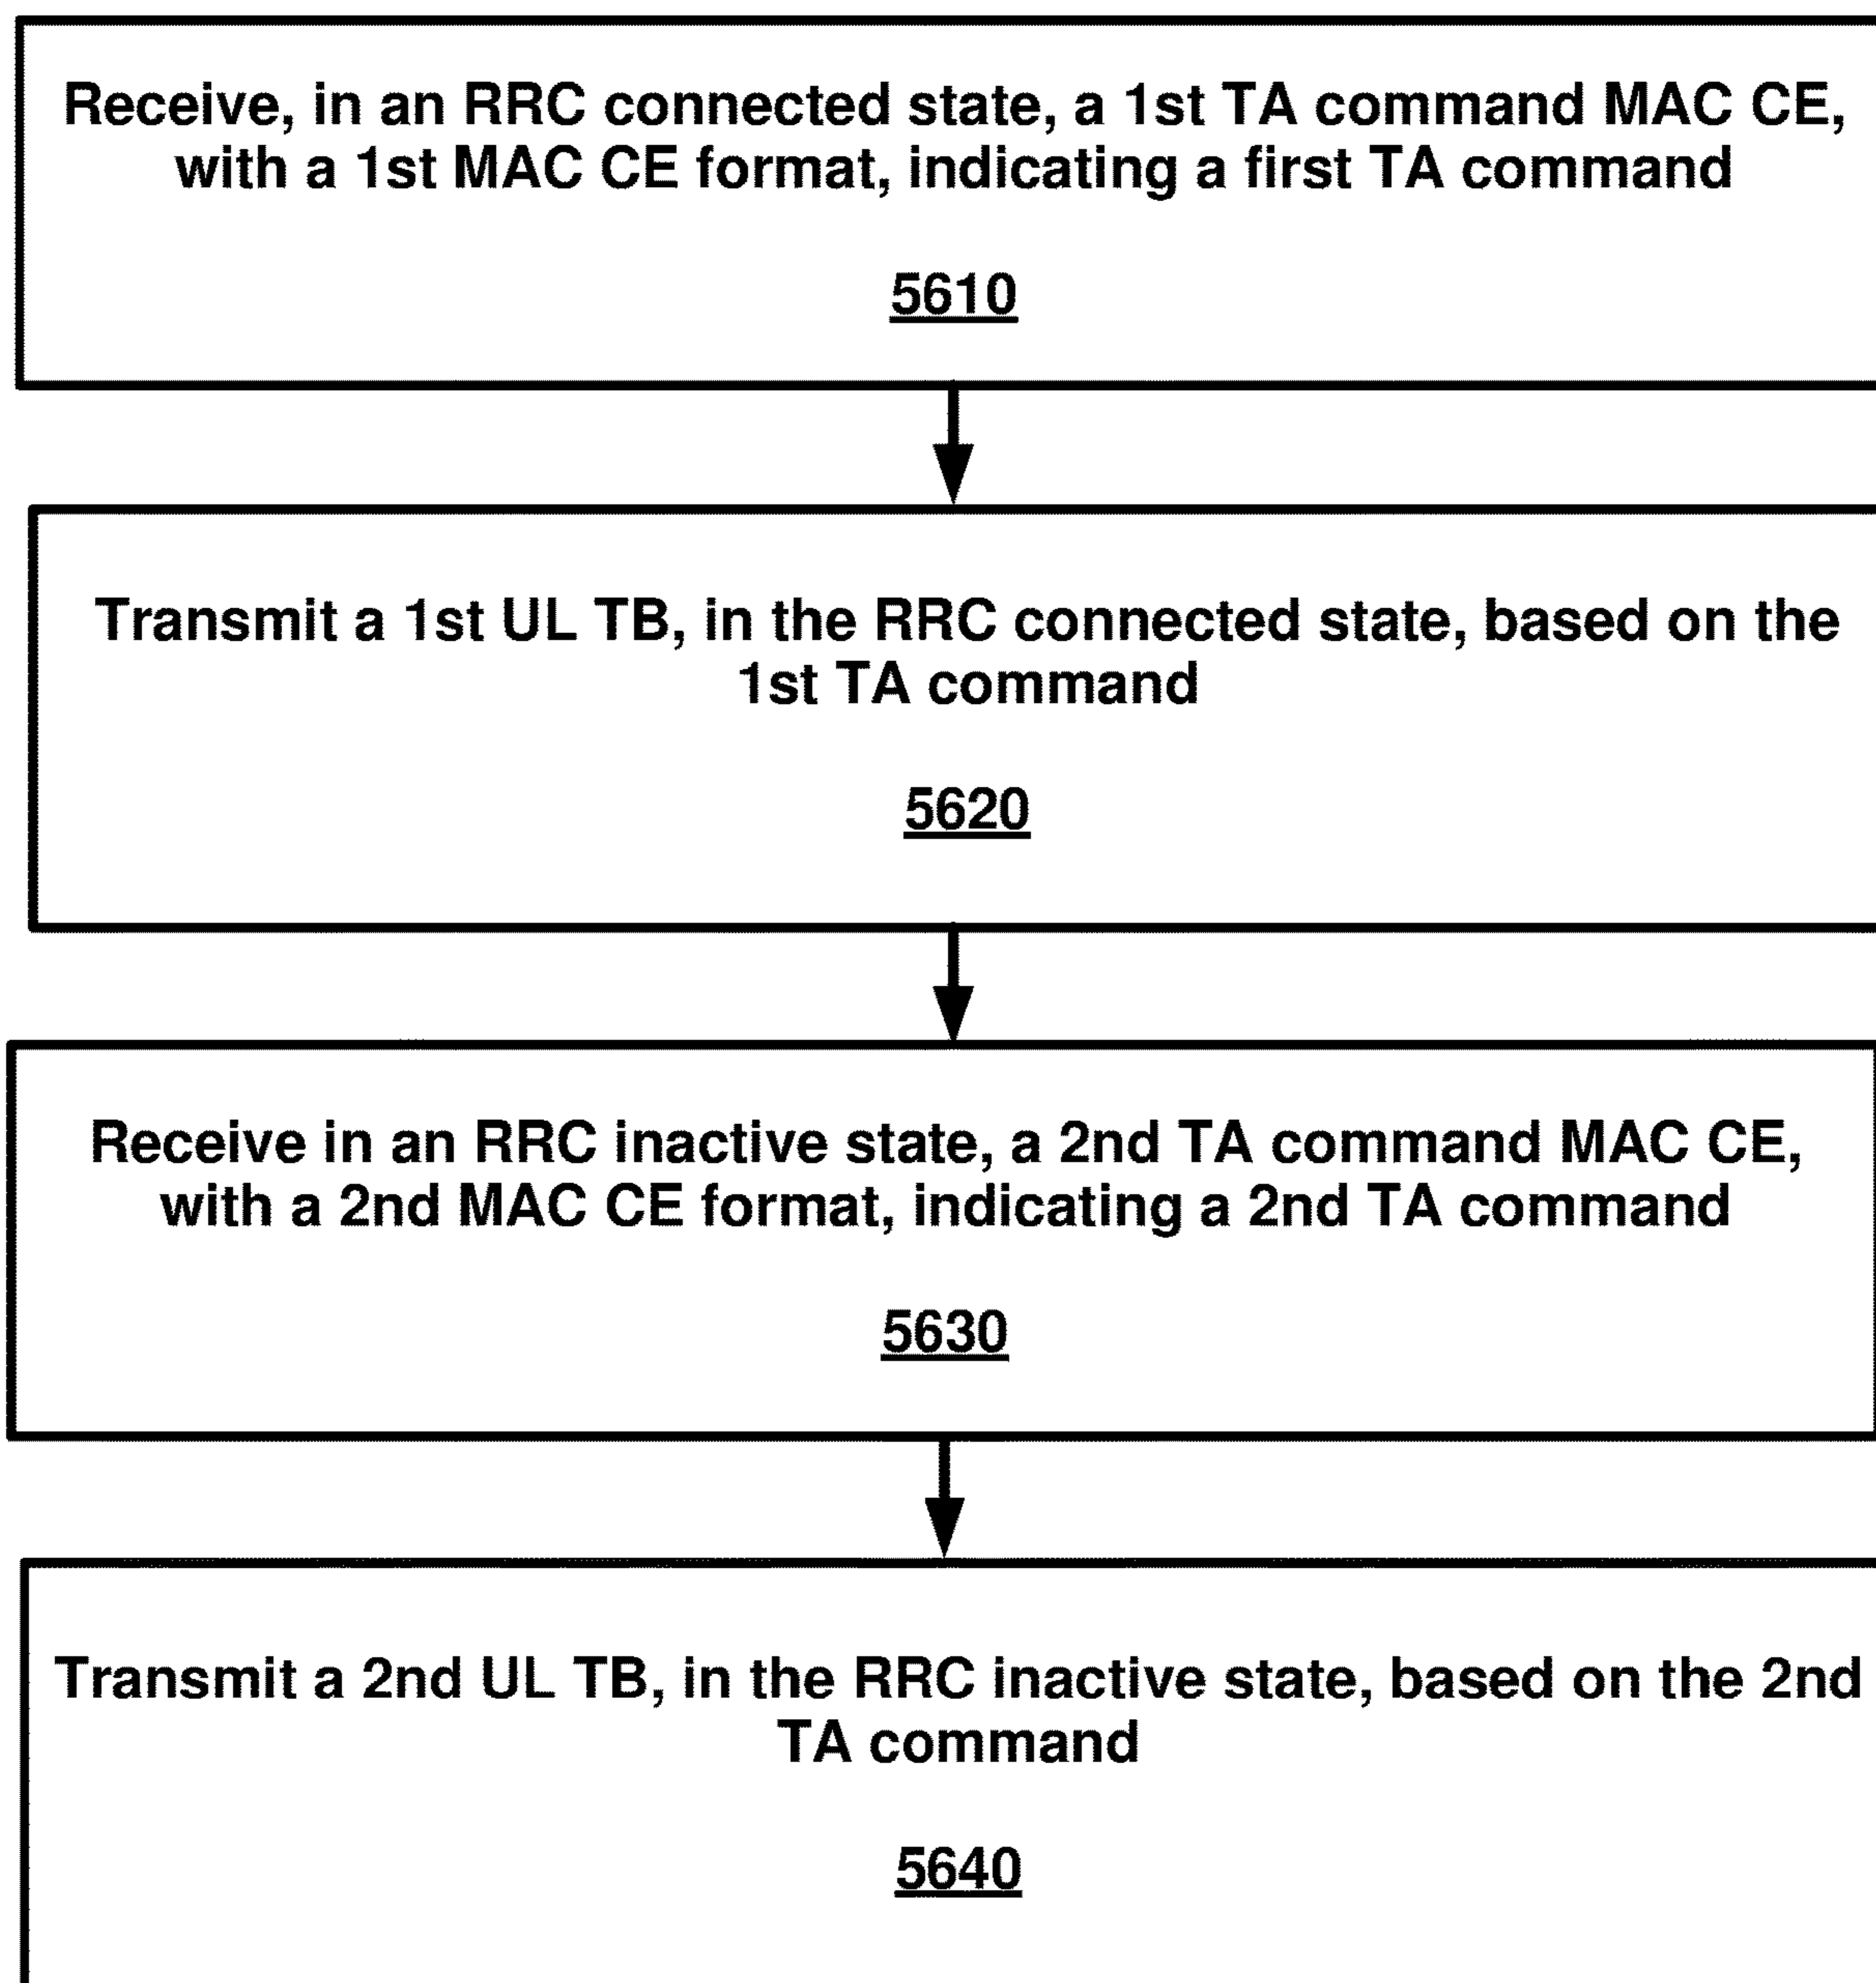 Receive, in an RRC connected state, a 1st TA command MAC CE,
with a 1st MAC CE format, indicating a first TA command
5610
Transmit a 1st UL TB, in the RRC connected state, based on the
1st TA command
5620
Receive in an RRC inactive state, a 2nd TA command MAC CE,
with a 2nd MAC CE format, indicating a 2nd TA command
5630
Transmit a 2nd UL TB, in the RRC inactive state, based on the 2nd
TA command
5640